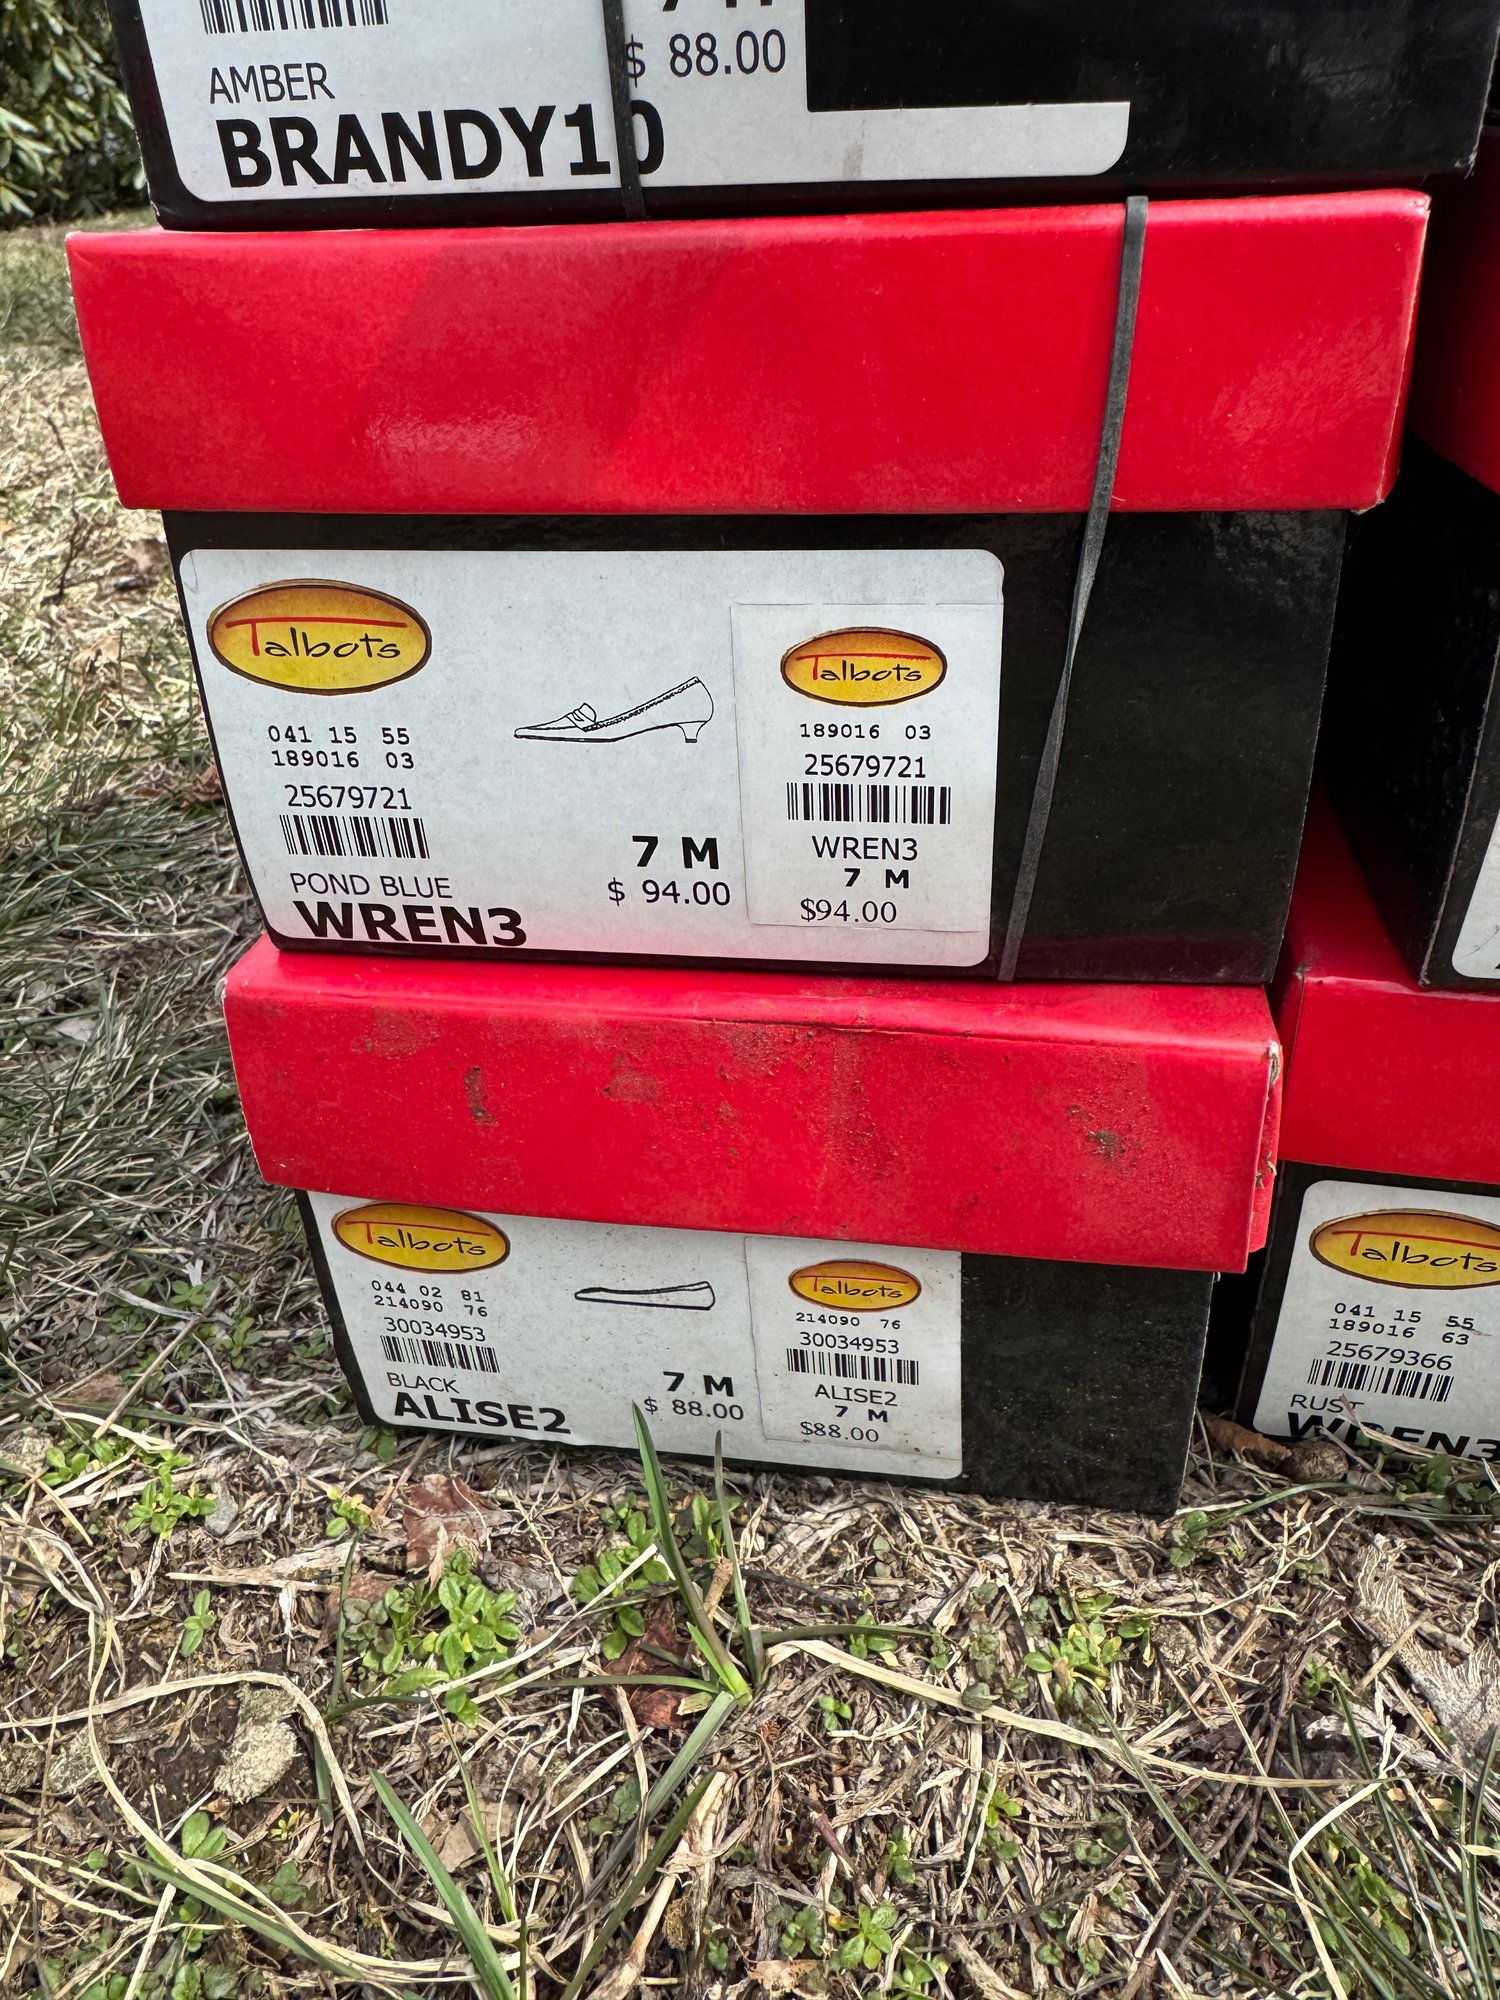 $ 88.00
AMBER
BRANDY10
Talbots
041 15 55
189016 03
25679721
POND BLUE
WREN3
7 M
$ 94.00
Talbots
189016 03
25679721
WREN3
7 M
$94.00
Talbots
044 02 81
214090 76
30034953
BLACK
ALISE2
7 M
$ 88.00
Talbots
214090 76
30034953
ALISE2
7 M
$88.00
Talbots
041 15 55
189016 63
25679366
RUST
WREN3